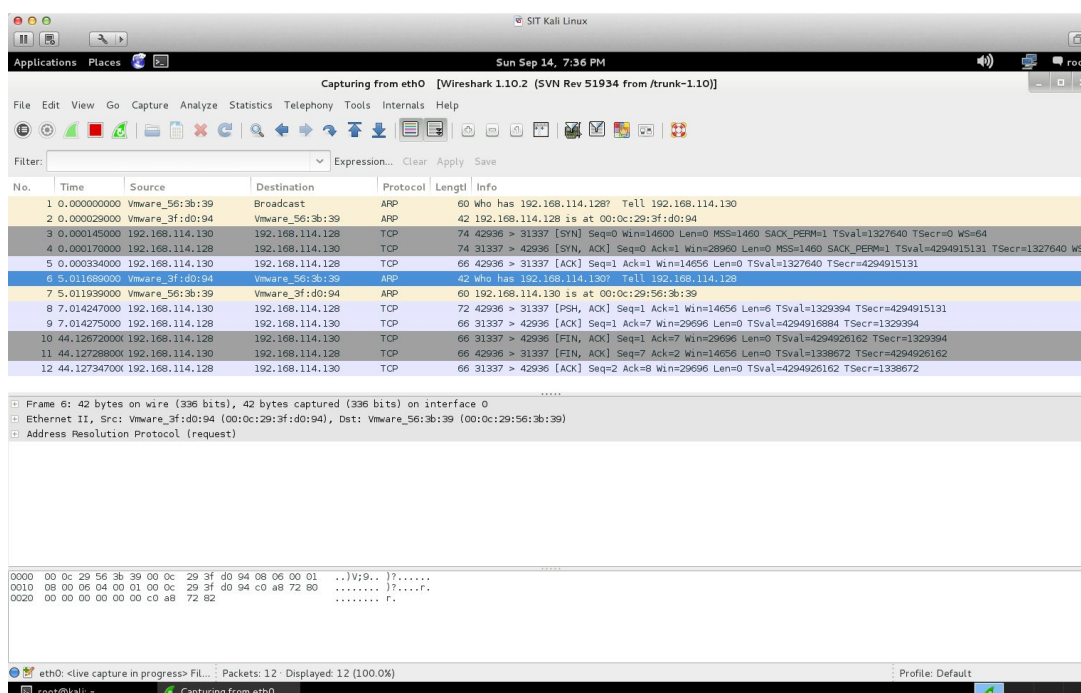 SIT Kali Linux
Applications Places Sun Sep 14, 7:36 PM
Capturing from eth0 [Wireshark 1.10.2 (SVN Rev 51934 from /trunk-1.10)]
File Edit View Go Capture Analyze Statistics Telephony Tools Internals Help
Filter: Expression... Clear Apply Save
No. Time Source Destination Protocol Lengtl Info
1 0.000000000 Vmware_56:3b:39 Broadcast ARP 60 Who has 192.168.114.128? Tell 192.168.114.130
2 0.000029000 Vmware_3f:d0:94 Vmware_56:3b:39 ARP 42 192.168.114.128 is at 00:0c:29:3f:d0:94
3 0.000145000 192.168.114.130 192.168.114.128 TCP 74 42936 > 31337 [SYN] Seq=0 Win=14600 Len=0 MSS=1460 SACK_PERM=1 TSval=1327640 TSecr=0 WS=64
4 0.000170000 192.168.114.128 192.168.114.130 TCP 74 31337 > 42936 [SYN, ACK] Seq=0 Ack=1 Win=28960 Len=0 MSS=1460 SACK_PERM=1 TSval=4294915131 TSecr=1327640 WS
5 0.000334000 192.168.114.130 192.168.114.128 TCP 66 42936 > 31337 [ACK] Seq=1 Ack=1 Win=14656 Len=0 TSval=1327640 TSecr=4294915131
6 5.011689000 Vmware_3f:d0:94 Vmware_56:3b:39 ARP 42 Who has 192.168.114.130? Tell 192.168.114.128
7 5.011939000 Vmware_56:3b:39 Vmware_3f:d0:94 ARP 60 192.168.114.130 is at 00:0c:29:56:3b:39
8 7.014247000 192.168.114.130 192.168.114.128 TCP 72 42936 > 31337 [PSH, ACK] Seq=1 Ack=1 Win=14656 Len=6 TSval=1329394 TSecr=4294915131
9 7.014275000 192.168.114.128 192.168.114.130 TCP 66 31337 > 42936 [ACK] Seq=1 Ack=7 Win=29696 Len=0 TSval=4294916884 TSecr=1329394
10 44.12672000( 192.168.114.128 192.168.114.130 TCP 66 31337 > 42936 [FIN, ACK] Seq=1 Ack=7 Win=29696 Len=0 TSval=4294926162 TSecr=1329394
11 44.12728800( 192.168.114.130 192.168.114.128 TCP 66 42936 > 31337 [FIN, ACK] Seq=7 Ack=2 Win=14656 Len=0 TSval=1338672 TSecr=4294926162
12 44.12734700( 192.168.114.128 192.168.114.130 TCP 66 31337 > 42936 [ACK] Seq=2 Ack=8 Win=29696 Len=0 TSval=4294926162 TSecr=1338672
Frame 6: 42 bytes on wire (336 bits), 42 bytes captured (336 bits) on interface 0
Ethernet II, Src: Vmware_3f:d0:94 (00:0c:29:3f:d0:94), Dst: Vmware_56:3b:39 (00:0c:29:56:3b:39)
Address Resolution Protocol (request)
0000 00 0c 29 56 3b 39 00 0c 29 3f d0 94 08 06 00 01 ..)V;9.. )?......
0010 08 00 06 04 00 01 00 0c 29 3f d0 94 c0 a8 72 80 ........ )?....r.
0020 00 00 00 00 00 00 c0 a8 72 82 ........ r.
eth0: <live capture in progress> Fil... Packets: 12 · Displayed: 12 (100.0%) Profile: Default
root@kali: ~ Capturing from eth0